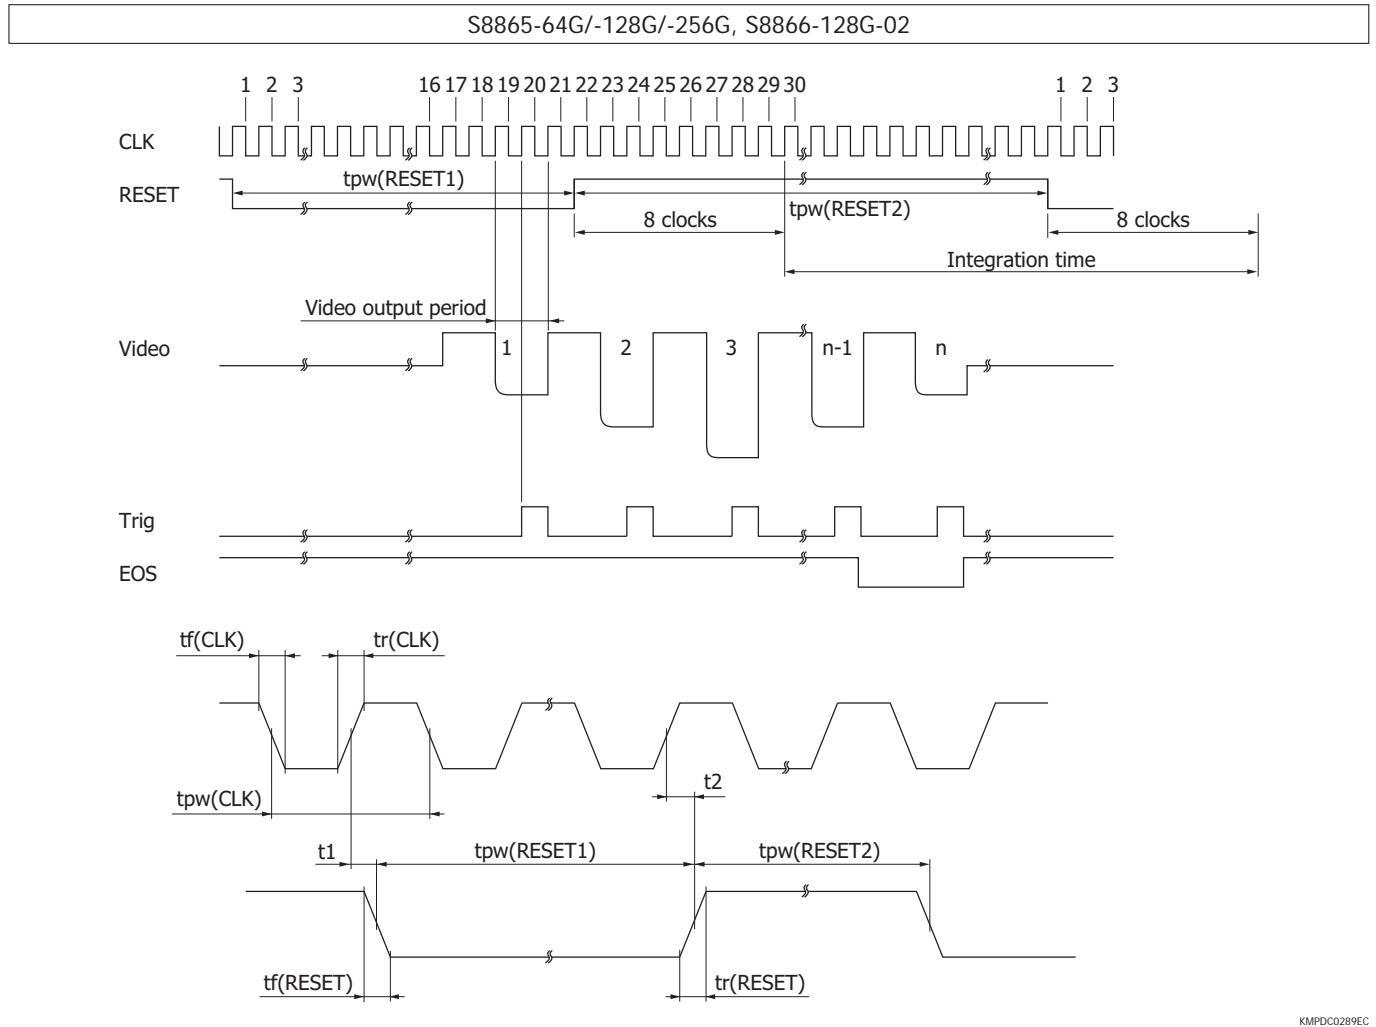 S8865-64G/-128G/-256G, S8866-128G-02
1 2 3 16 17 18 19 20 21 22 23 24 25 26 27 28 29 30 1 2 3
CLK
RESET
tpw(RESET1)
tpw(RESET2)
8 clocks
8 clocks
Integration time
Video output period
Video
1 2 3 n-1 n
Trig
EOS
tf(CLK) tr(CLK)
t2
tpw(CLK)
t1 tpw(RESET1) tpw(RESET2)
tf(RESET) tr(RESET)
KMPDC0289EC